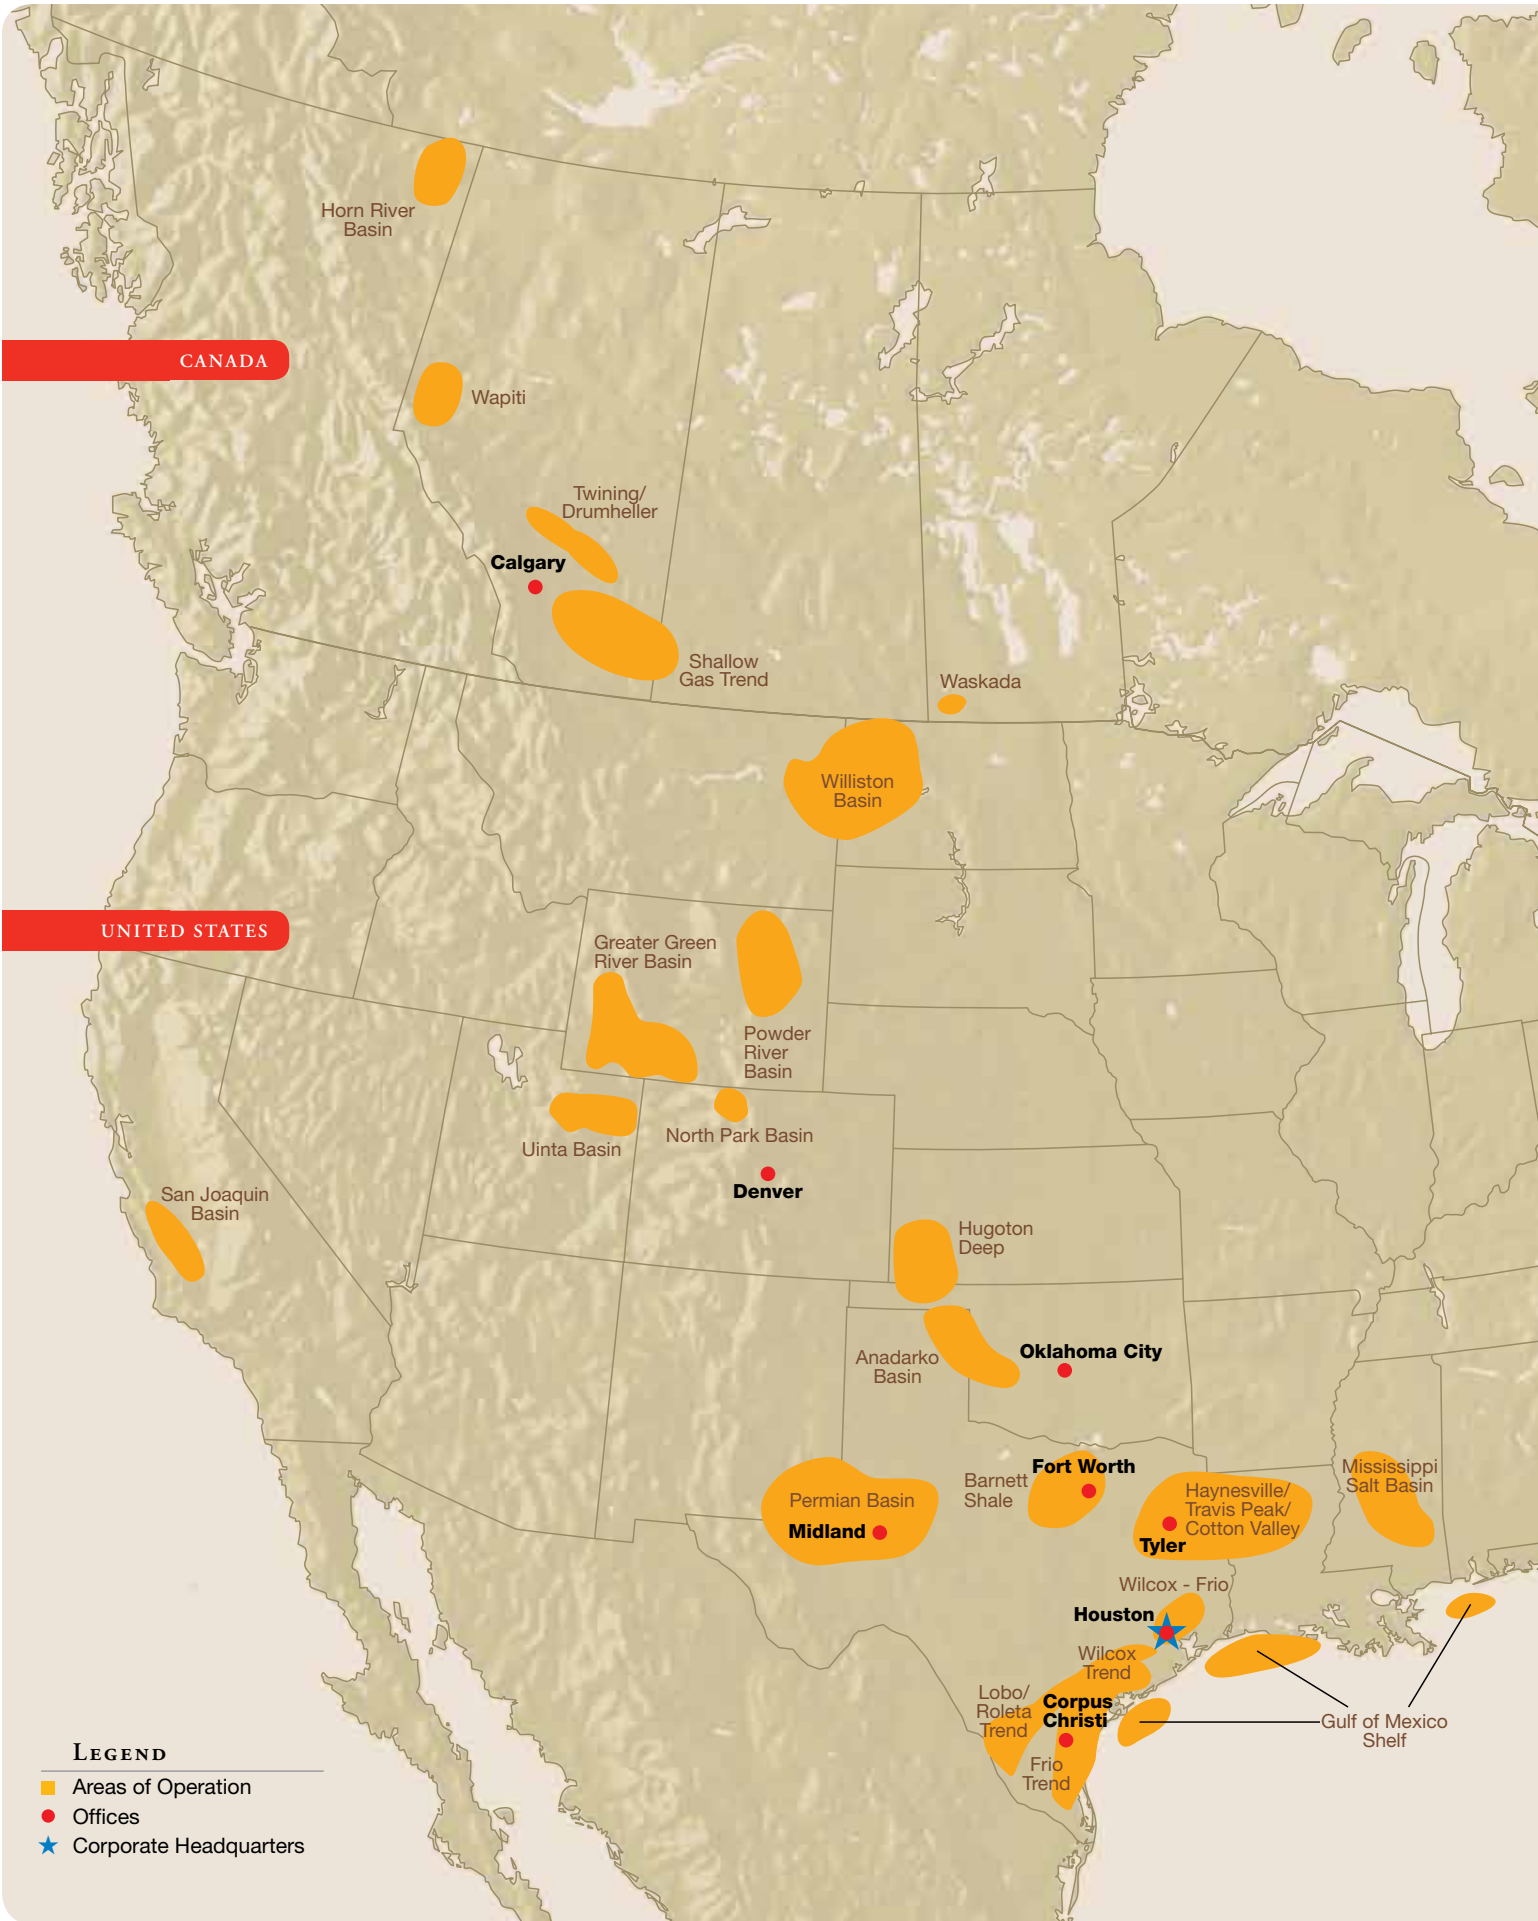 Horn River
Basin
CANADA
Wapiti
Twining/
Drumheller
Calgary
Shallow
Gas Trend
Waskada
Williston
Basin
UNITED STATES
Greater Green
River Basin
Powder
River
Basin
North Park Basin
Uinta Basin
Denver
San Joaquin
Basin
Hugoton
Deep
Oklahoma City
Anadarko
Basin
Fort Worth
Barnett
Shale
Mississippi
Salt Basin
Haynesville/
Travis Peak/
Cotton Valley
Tyler
Permian Basin
Midland
Wilcox - Frio
Houston
Wilcox
Trend
Lobo/
Roleta
Trend
Corpus
Christi
Frio
Trend
Gulf of Mexico
Shelf
LEGEND
Areas of Operation
Offices
Corporate Headquarters